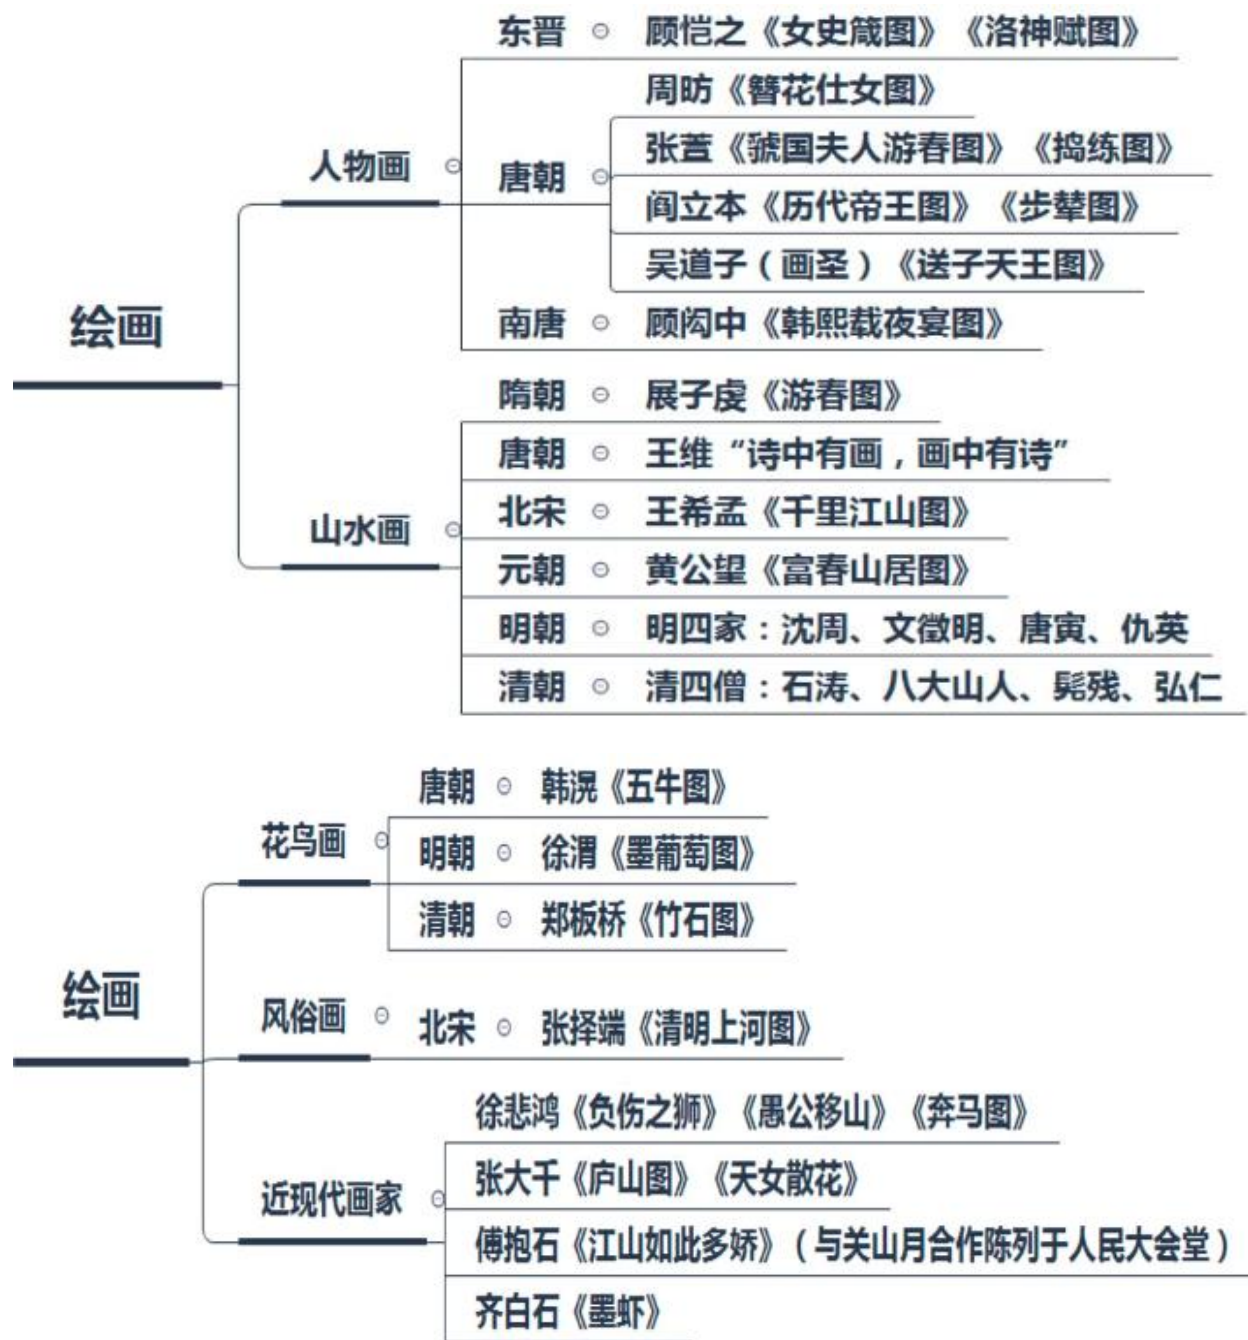 东晋 顾恺之《女史箴图》《洛神赋图》
周昉《簪花仕女图》
人物画
唐朝
张萱《虢国夫人游春图》《捣练图》
阎立本《历代帝王图》《步辇图》
吴道子（画圣）《送子天王图》
绘画
南唐 顾闳中《韩熙载夜宴图》
隋朝 展子虔《游春图》
唐朝 王维“诗中有画，画中有诗”
山水画
北宋 王希孟《千里江山图》
元朝 黄公望《富春山居图》
明朝 明四家：沈周、文徵明、唐寅、仇英
清朝 清四僧：石涛、八大山人、髡残、弘仁
唐朝 韩滉《五牛图》
花鸟画
明朝 徐渭《墨葡萄图》
清朝 郑板桥《竹石图》
绘画
风俗画 北宋 张择端《清明上河图》
徐悲鸿《负伤之狮》《愚公移山》《奔马图》
近现代画家
张大千《庐山图》《天女散花》
傅抱石《江山如此多娇》（与关山月合作陈列于人民大会堂）
齐白石《墨虾》